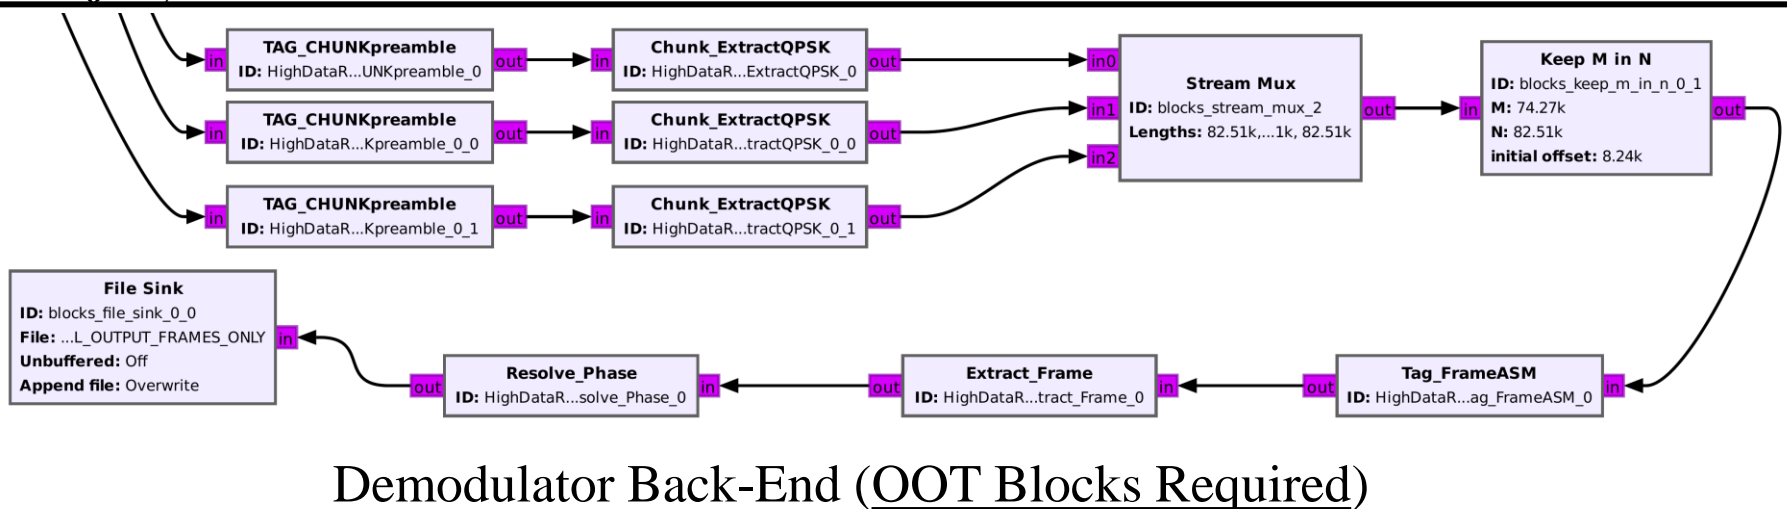 TAG_CHUNKpreamble
ID: HighDataR...UNKpreamble_0
in
out
Chunk_ExtractQPSK
ID: HighDataR...ExtractQPSK_0
in
out
TAG_CHUNKpreamble
ID: HighDataR...Kpreamble_0_0
in
out
Chunk_ExtractQPSK
ID: HighDataR...tractQPSK_0_0
in
out
TAG_CHUNKpreamble
ID: HighDataR...Kpreamble_0_1
in
out
Chunk_ExtractQPSK
ID: HighDataR...tractQPSK_0_1
in
out
in0
in1
in2
Stream Mux
ID: blocks_stream_mux_2
Lengths: 82.51k,...1k, 82.51k
out
in
Keep M in N
ID: blocks_keep_m_in_n_0_1
M: 74.27k
N: 82.51k
initial offset: 8.24k
out
File Sink
ID: blocks_file_sink_0_0
File: ...L_OUTPUT_FRAMES_ONLY
Unbuffered: Off
Append file: Overwrite
in
out
Resolve_Phase
ID: HighDataR...solve_Phase_0
in
out
Extract_Frame
ID: HighDataR...tract_Frame_0
in
out
Tag_FrameASM
ID: HighDataR...ag_FrameASM_0
in
Demodulator Back-End (OOT Blocks Required)